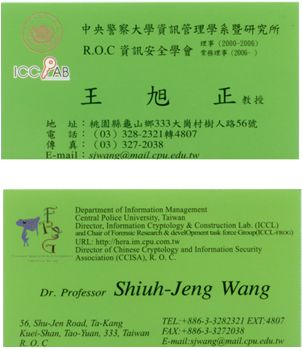 中央警察大學資訊管理學系暨研究所
R.O.C 資訊安全學會 理事 (2000-2006)
常務理事 (2006- )
ICCLAB
王 旭 正 教授
地 址：桃園縣龜山鄉333大崗村樹人路56號
電 話：(03) 328-2321轉4807
傳 真：(03) 327-2038
E-mail：sjwang@mail.cpu.edu.tw
Department of Information Management
Central Police University, Taiwan
Director, Information Cryptology & Construction Lab. (ICCL)
and Chair of Forensic Research & develOpment task force Group(ICCL-FROG)
URL: http://hera.im.cpu.com.tw
Director of Chinese Cryptology and Information Security
Association (CCISA), R. O. C.
Dr. Professor Shiuh-Jeng Wang
56, Shu-Jen Road, Ta-Kang
Kuei-Shan, Tao-Yuan, 333, Taiwan
R. O. C
TEL:+886-3-3282321 EXT:4807
FAX:+886-3-3272038
E-mail:sjwang@mail.cpu.edu.tw